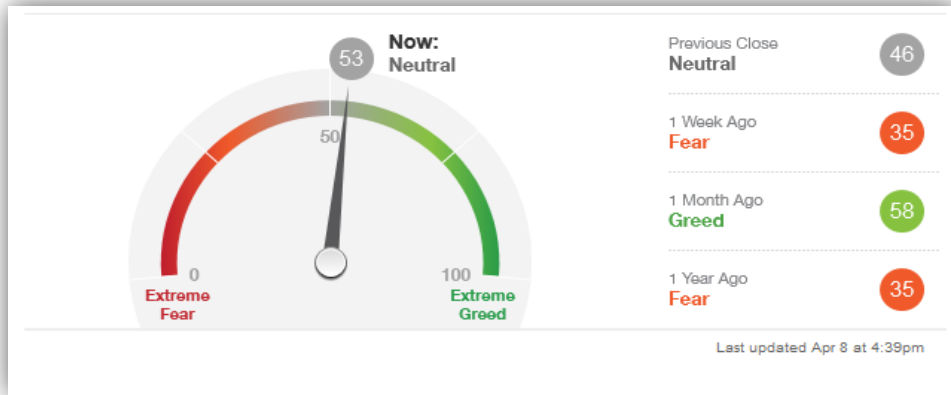 53
Now:
Neutral
50
0
100
Extreme
Fear
Extreme
Greed
Previous Close
Neutral
46
1 Week Ago
Fear
35
1 Month Ago
Greed
58
1 Year Ago
Fear
35
Last updated Apr 8 at 4:39pm